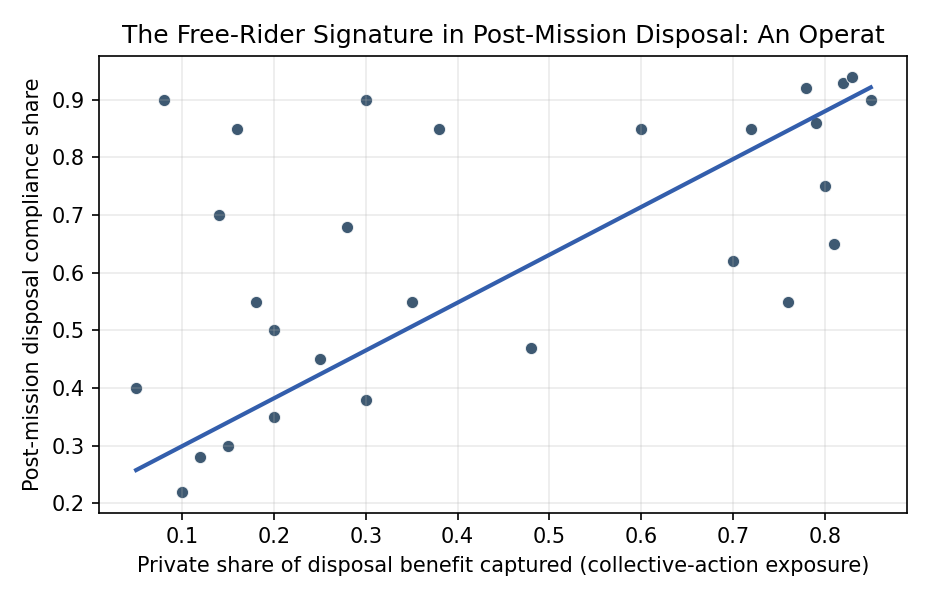 The Free-Rider Signature in Post-Mission Disposal: An Operat
Post-mission disposal compliance share
0.9
0.8
0.7
0.6
0.5
0.4
0.3
0.2
0.1 0.2 0.3 0.4 0.5 0.6 0.7 0.8
Private share of disposal benefit captured (collective-action exposure)